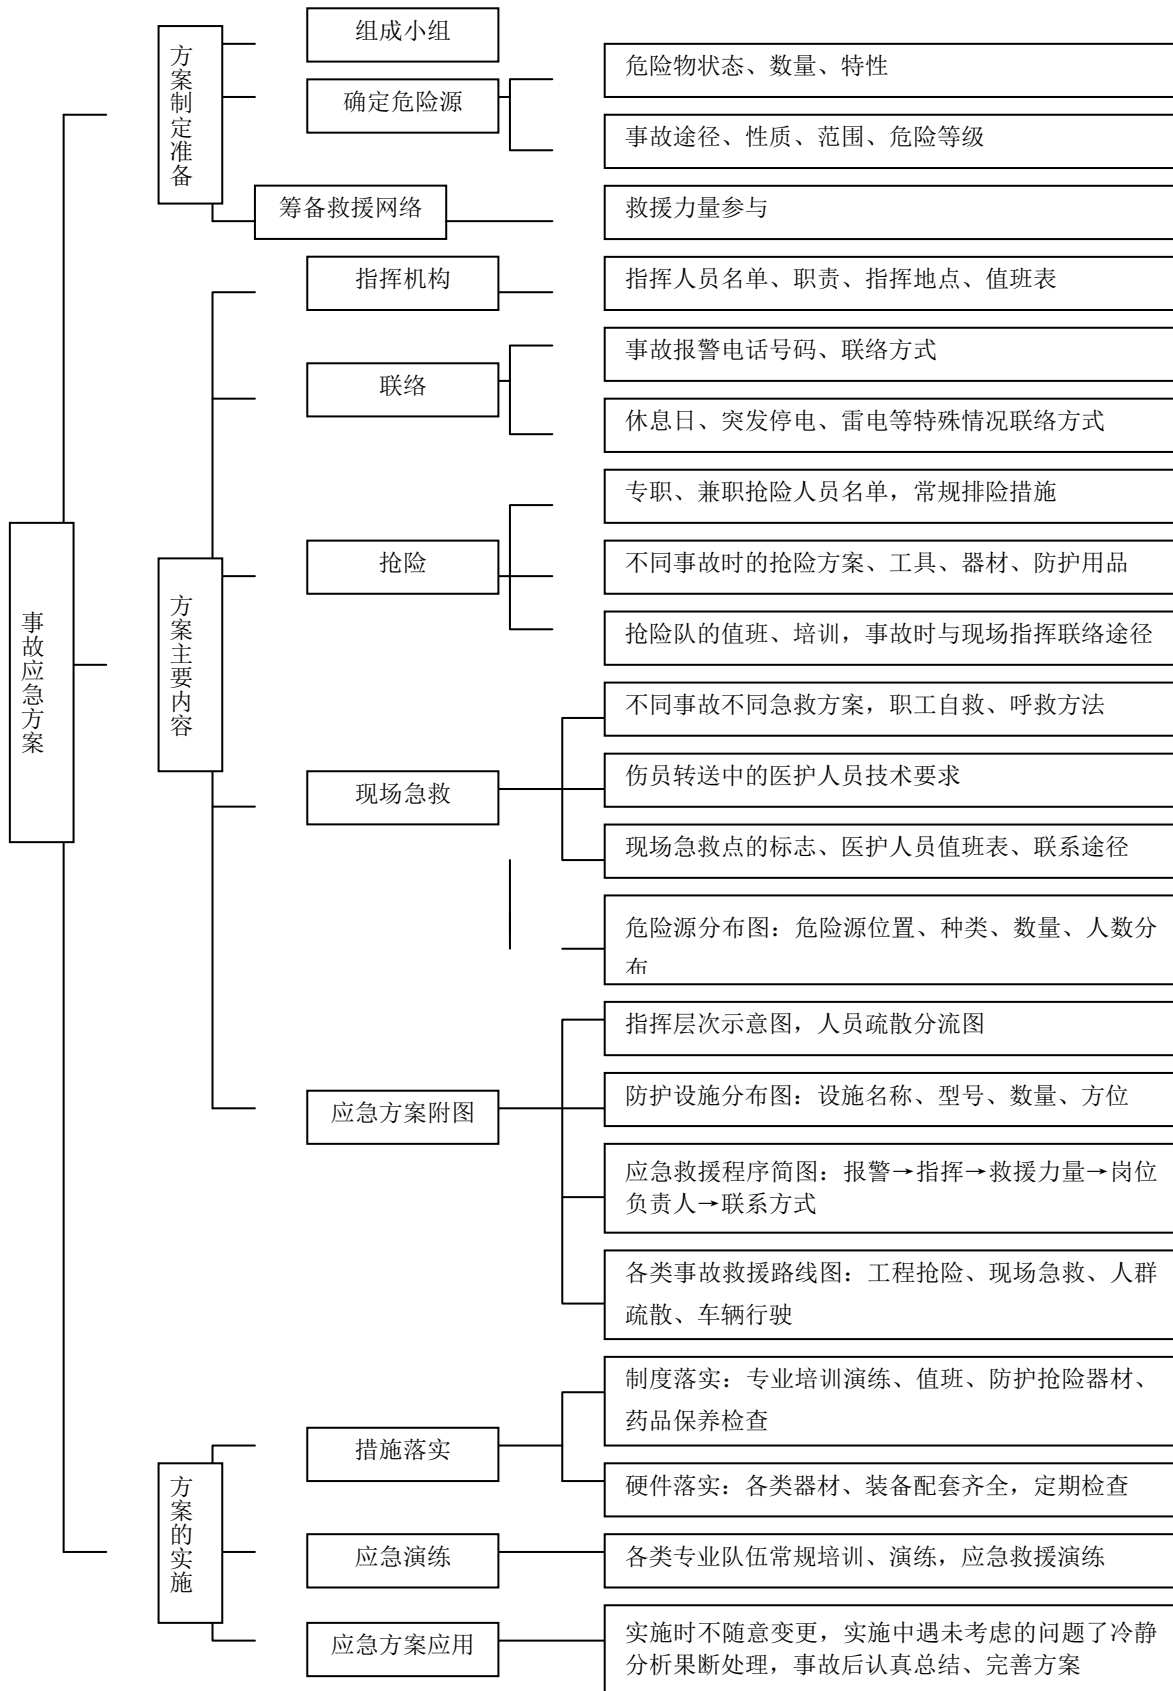 事故应急方案
方案制定准备
组成小组
确定危险源
危险物状态、数量、特性
事故途径、性质、范围、危险等级
筹备救援网络
救援力量参与
方案主要内容
指挥机构
指挥人员名单、职责、指挥地点、值班表
联络
事故报警电话号码、联络方式
休息日、突发停电、雷电等特殊情况联络方式
抢险
专职、兼职抢险人员名单，常规排险措施
不同事故时的抢险方案、工具、器材、防护用品
抢险队的值班、培训，事故时与现场指挥联络途径
现场急救
不同事故不同急救方案，职工自救、呼救方法
伤员转送中的医护人员技术要求
现场急救点的标志、医护人员值班表、联系途径
危险源分布图：危险源位置、种类、数量、人数分
布
应急方案附图
指挥层次示意图，人员疏散分流图
防护设施分布图：设施名称、型号、数量、方位
应急救援程序简图：报警→指挥→救援力量→岗位
负责人→联系方式
各类事故救援路线图：工程抢险、现场急救、人群
疏散、车辆行驶
方案的实施
措施落实
制度落实：专业培训演练、值班、防护抢险器材、
药品保养检查
硬件落实：各类器材、装备配套齐全，定期检查
应急演练
各类专业队伍常规培训、演练，应急救援演练
应急方案应用
实施时不随意变更，实施中遇未考虑的问题了冷静
分析果断处理，事故后认真总结、完善方案